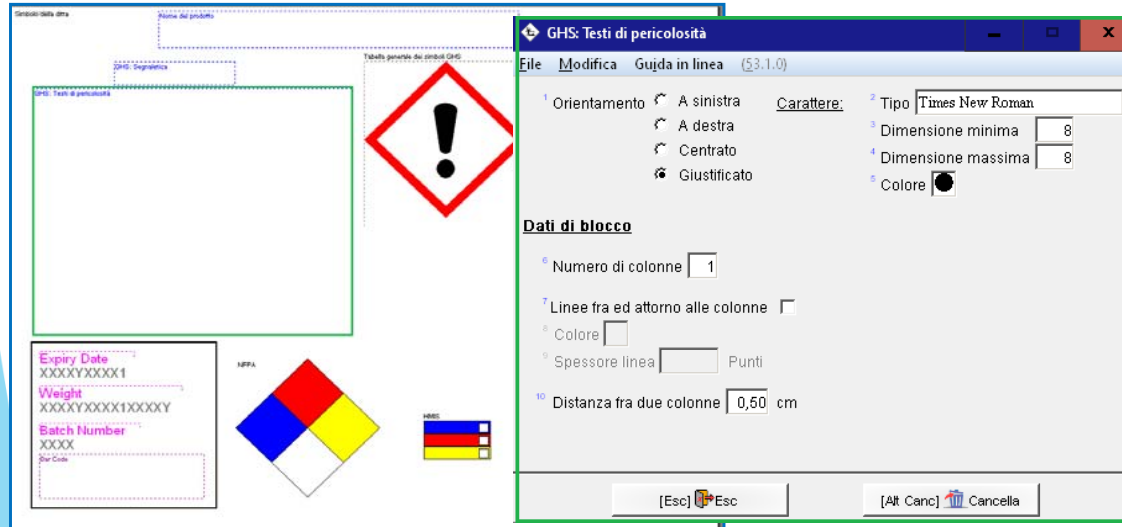 Simboli della ditta
Nome del prodotto
GHS: Segnaletica
Tabella generale dei simboli GHS
GHS: Testi di pericolosità
Expiry Date
XXXXYXXXX1
Weight
XXXXYXXXX1XXXXY
Batch Number
XXXX
Bar Code
NFPA
HMIS
GHS: Testi di pericolosità
File Modifica Guida in linea (53.1.0)
1 Orientamento A sinistra
A destra
Centrato
Giustificato
Carattere:
2 Tipo Times New Roman
3 Dimensione minima 8
4 Dimensione massima 8
5 Colore
Dati di blocco
6 Numero di colonne 1
7 Linee fra ed attorno alle colonne
8 Colore
9 Spessore linea Punti
10 Distanza fra due colonne 0,50 cm
[Esc] Esc
[Alt Canc] Cancella